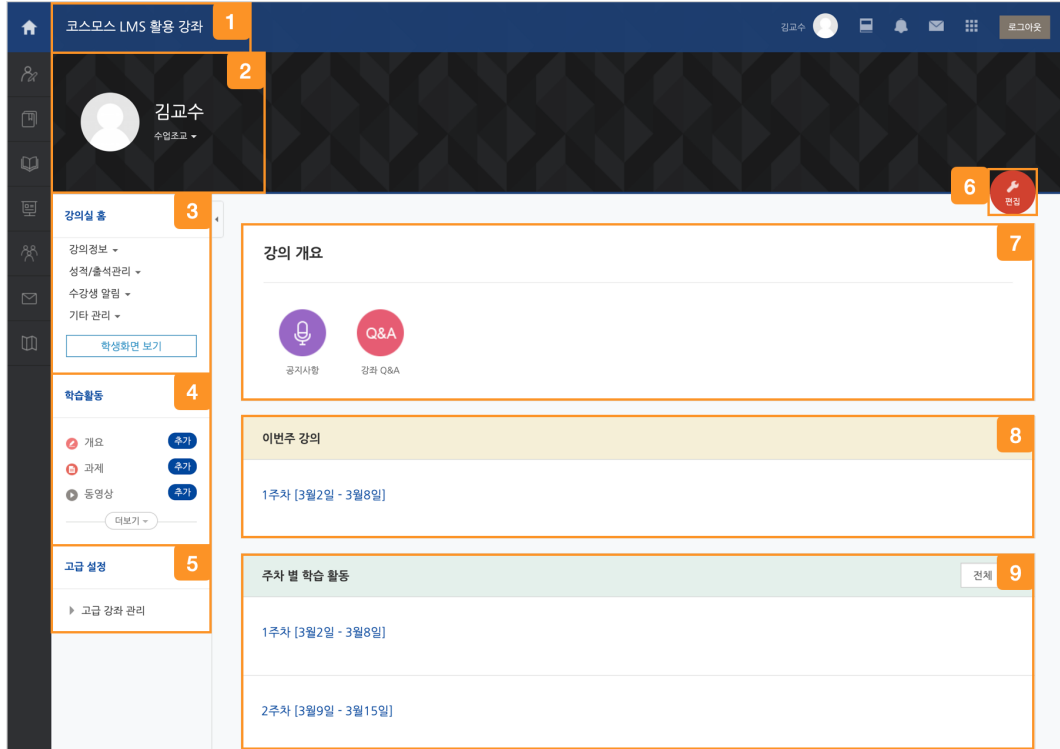 코스모스 LMS 활용 강좌
1
김교수
로그아웃
2
김교수
수업조교
6
편집
강의실 홈
3
강의정보
성적/출석관리
수강생 알림
기타 관리
학생화면 보기
학습활동
4
개요
추가
과제
추가
동영상
추가
더보기
고급 설정
5
고급 강좌 관리
강의 개요
7
Q&A
공지사항
강좌 Q&A
이번주 강의
8
1주차 [3월2일 - 3월8일]
주차 별 학습 활동
전체
9
1주차 [3월2일 - 3월8일]
2주차 [3월9일 - 3월15일]